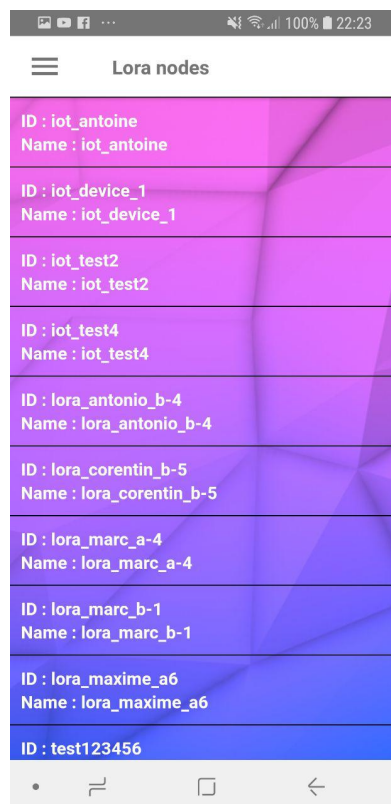 100% 22:23
Lora nodes
ID : iot_antoine
Name : iot_antoine
ID : iot_device_1
Name : iot_device_1
ID : iot_test2
Name : iot_test2
ID : iot_test4
Name : iot_test4
ID : lora_antonio_b-4
Name : lora_antonio_b-4
ID : lora_corentin_b-5
Name : lora_corentin_b-5
ID : lora_marc_a-4
Name : lora_marc_a-4
ID : lora_marc_b-1
Name : lora_marc_b-1
ID : lora_maxime_a6
Name : lora_maxime_a6
ID : test123456